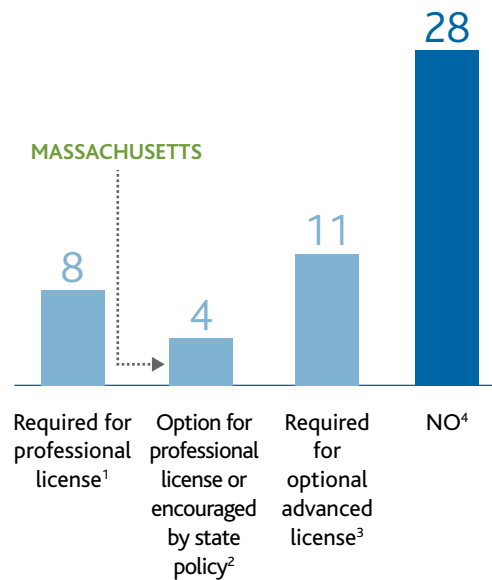 28
MASSACHUSETTS
11
8
4
Required for
professional
license¹
Option for
professional
license or
encouraged
by state
policy²
Required
for
optional
advanced
license³
NO⁴